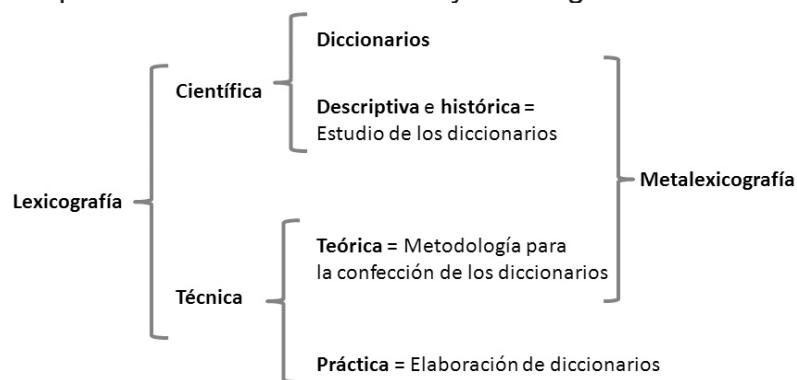 Diccionarios
Científica
Descriptiva e histórica =
Estudio de los diccionarios
Metalexicografía
Lexicografía
Teórica = Metodología para
la confección de los diccionarios
Técnica
Práctica = Elaboración de diccionarios